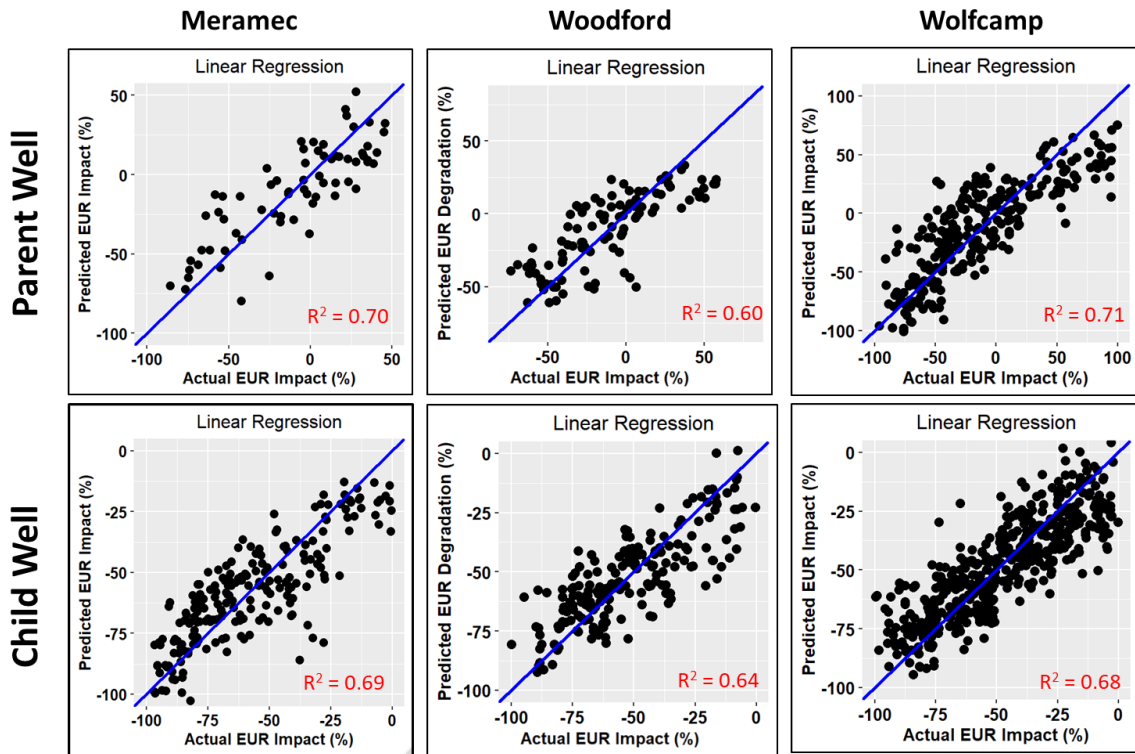 Meramec Woodford Wolfcamp
Parent Well
Linear Regression
Predicted EUR Impact (%)
50
0
-50
-100
R² = 0.70
-100 -50 0 50
Actual EUR Impact (%)
Linear Regression
Predicted EUR Degradation (%)
50
0
-50
R² = 0.60
-50 0 50
Actual EUR Impact (%)
Linear Regression
Predicted EUR Impact (%)
100
50
0
-50
-100
R² = 0.71
-100 -50 0 50 100
Actual EUR Impact (%)
Child Well
Linear Regression
Predicted EUR Impact (%)
0
-25
-50
-75
-100
R² = 0.69
-100 -75 -50 -25 0
Actual EUR Impact (%)
Linear Regression
Predicted EUR Degradation (%)
0
-25
-50
-75
-100
R² = 0.64
-100 -75 -50 -25 0
Actual EUR Impact (%)
Linear Regression
Predicted EUR Impact (%)
0
-25
-50
-75
-100
R² = 0.68
-100 -75 -50 -25 0
Actual EUR Impact (%)